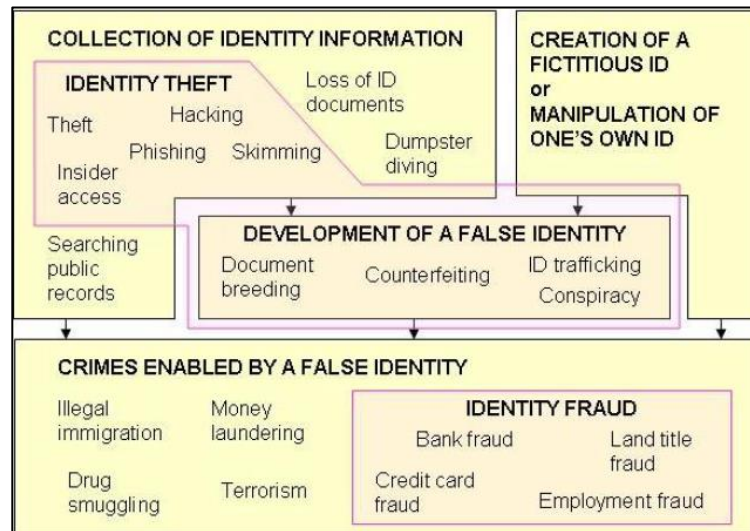 COLLECTION OF IDENTITY INFORMATION
IDENTITY THEFT
Theft
Hacking
Phishing
Skimming
Insider
access
Loss of ID
documents
Dumpster
diving
Searching
public
records
CREATION OF A
FICTITIOUS ID
or
MANIPULATION OF
ONE'S OWN ID
DEVELOPMENT OF A FALSE IDENTITY
Document
breeding
Counterfeiting
ID trafficking
Conspiracy
CRIMES ENABLED BY A FALSE IDENTITY
Illegal
immigration
Money
laundering
Drug
smuggling
Terrorism
IDENTITY FRAUD
Bank fraud
Land title
fraud
Credit card
fraud
Employment fraud